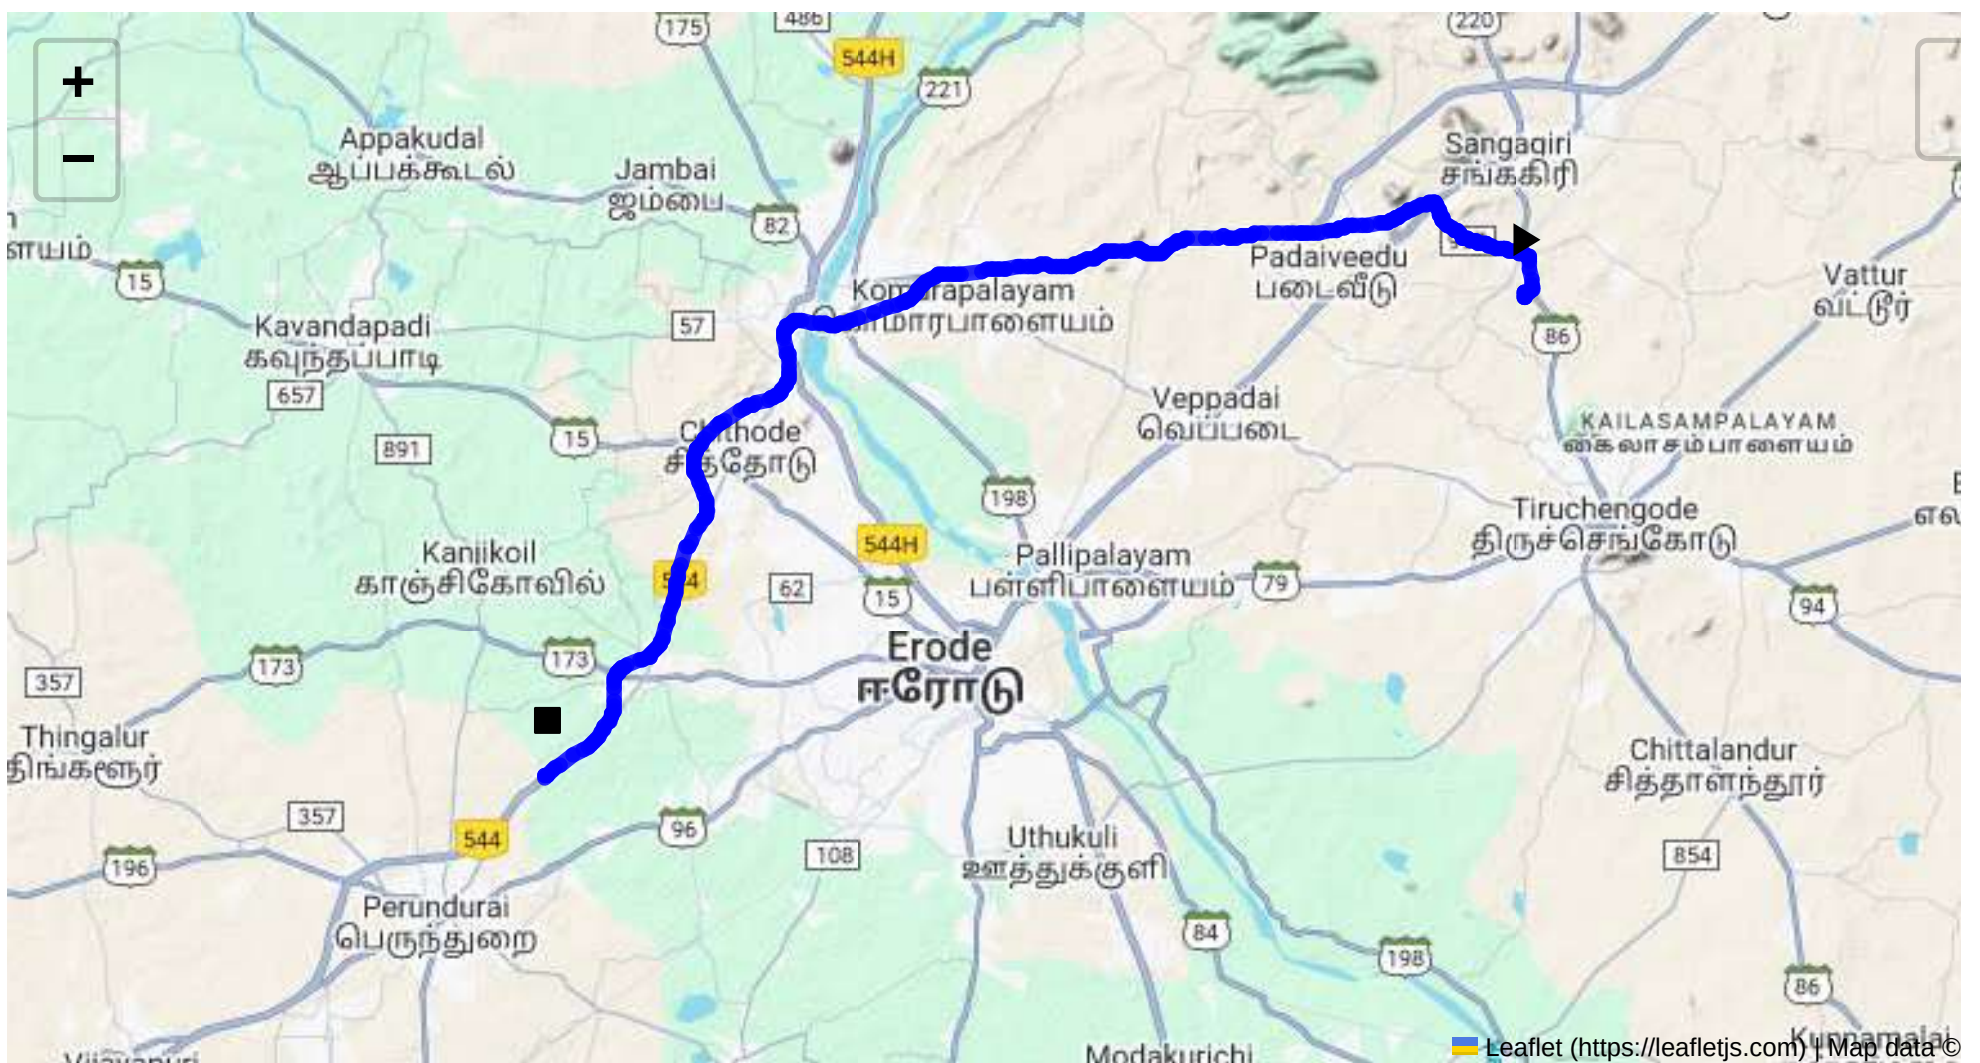 175
486
220
544H
221
+
−
Appakudal
ஆப்பக்கூடல்
Jambai
ஜம்பை
Sangagiri
சங்ககிரி
82
ளையம்
15
Padaiveedu
படைவீடு
Vattur
வட்டூர்
Kavandapadi
கவுந்தப்பாடி
57
86
657
Veppadai
வெப்படை
KAILASAMPALAYAM
கைலாசம்பாளையம்
891
15
198
Tiruchengode
திருச்செங்கோடு
Kanjikoil
காஞ்சிகோவில்
544H
Pallipalayam
பள்ளிபாளையம்
62
15
79
94
Erode
ஈரோடு
173
173
357
Thingalur
திங்களூர்
Chittalandur
சித்தாளந்தூர்
357
544
96
108
Uthukuli
ஊத்துக்குளி
854
196
Perundurai
பெருந்துறை
84
198
86
Modakurichi
Leaflet (https://leafletjs.com) | Map data ©